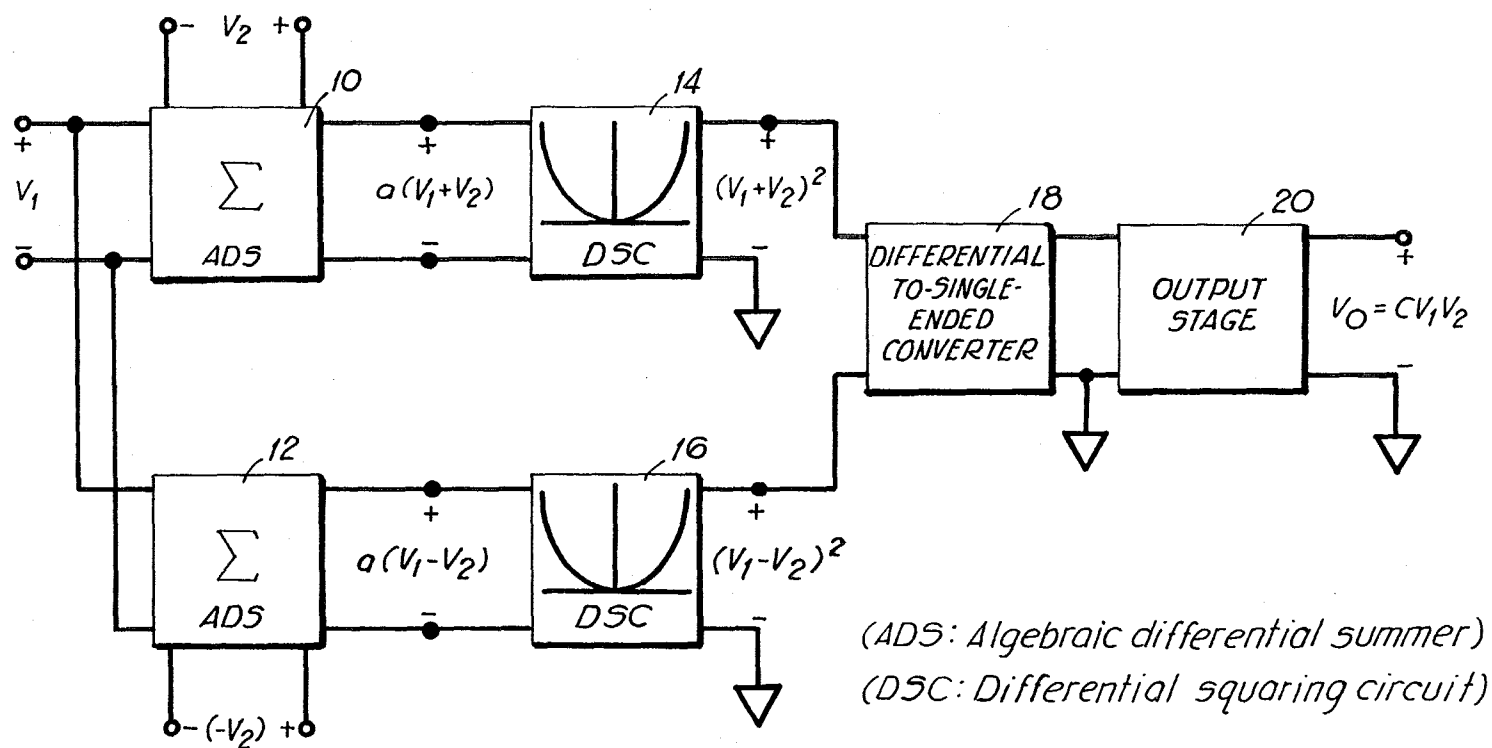 - V₂ +
10
14
+
V₁
-
Σ
ADS
+
a(V₁+V₂)
-
DSC
+
(V₁+V₂)²
-
18
DIFFERENTIAL
TO-SINGLE-
ENDED
CONVERTER
20
OUTPUT
STAGE
+
V₀ = CV₁V₂
-
12
16
Σ
ADS
+
a(V₁-V₂)
-
DSC
+
(V₁-V₂)²
-
- (-V₂) +
(ADS: Algebraic differential summer)
(DSC: Differential squaring circuit)